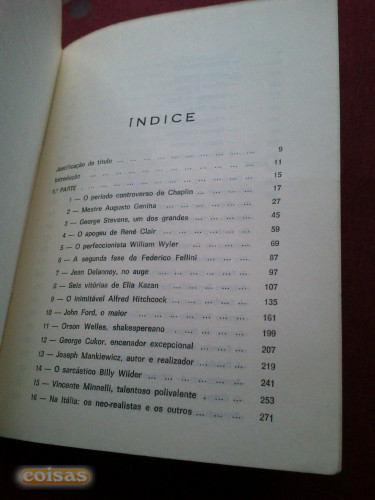 ÍNDICE
Justificação de título ... 9
Introdução ... 11
1.ª PARTE ... 15
1 — O período controverso de Chaplin ... 17
2 — Mestre Augusto Genina ... 27
3 — George Stevens, um dos grandes ... 45
4 — O apogeu de René Clair ... 59
5 — O perfeccionista William Wyler ... 69
6 — A segunda fase de Federico Fellini ... 87
7 — Jean Delannoy, no auge ... 97
8 — Seis vitórias de Elia Kazan ... 107
9 — O inimitável Alfred Hitchcock ... 135
10 — John Ford, o maior ... 161
11 — Orson Welles, shakespereano ... 199
12 — George Cukor, encenador excepcional ... 207
13 — Joseph Mankiewicz, autor e realizador ... 219
14 — O sarcástico Billy Wilder ... 241
15 — Vincente Minnelli, talentoso polivalente ... 253
16 — Na Itália: os neo-realistas e os outros ... 271
coisas